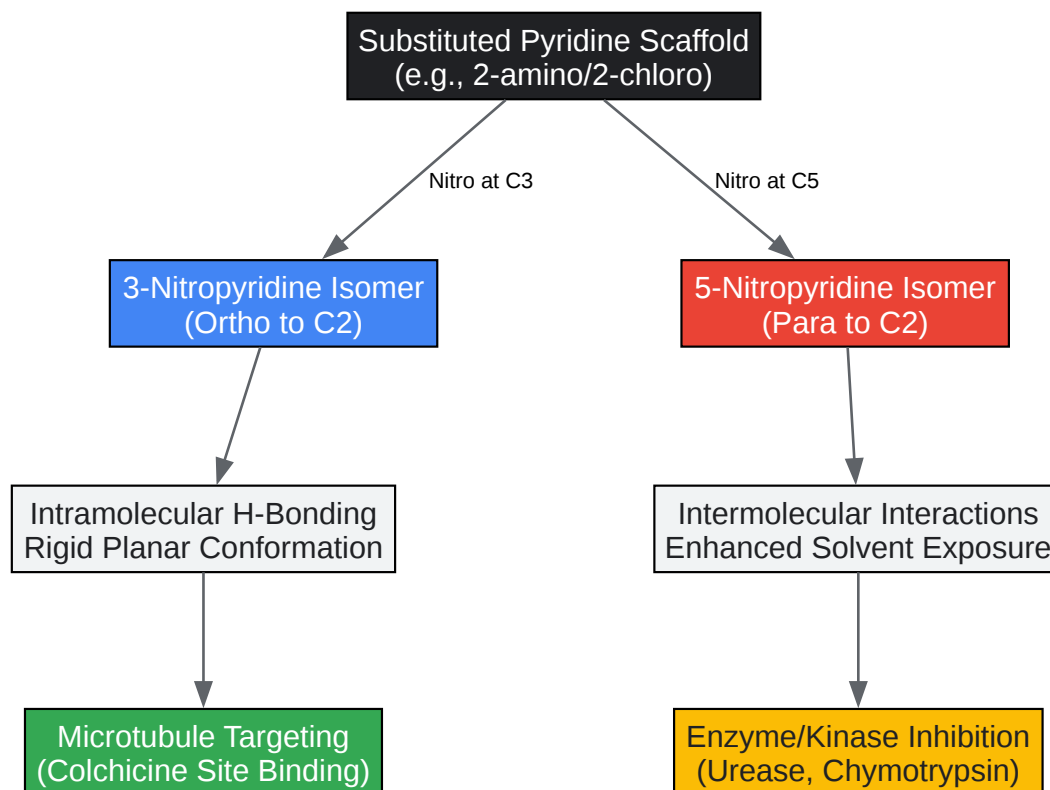 Substituted Pyridine Scaffold
(e.g., 2-amino/2-chloro)
Nitro at C3
Nitro at C5
3-Nitropyridine Isomer
(Ortho to C2)
5-Nitropyridine Isomer
(Para to C2)
Intramolecular H-Bonding
Rigid Planar Conformation
Intermolecular Interactions
Enhanced Solvent Exposure
Microtubule Targeting
(Colchicine Site Binding)
Enzyme/Kinase Inhibition
(Urease, Chymotrypsin)